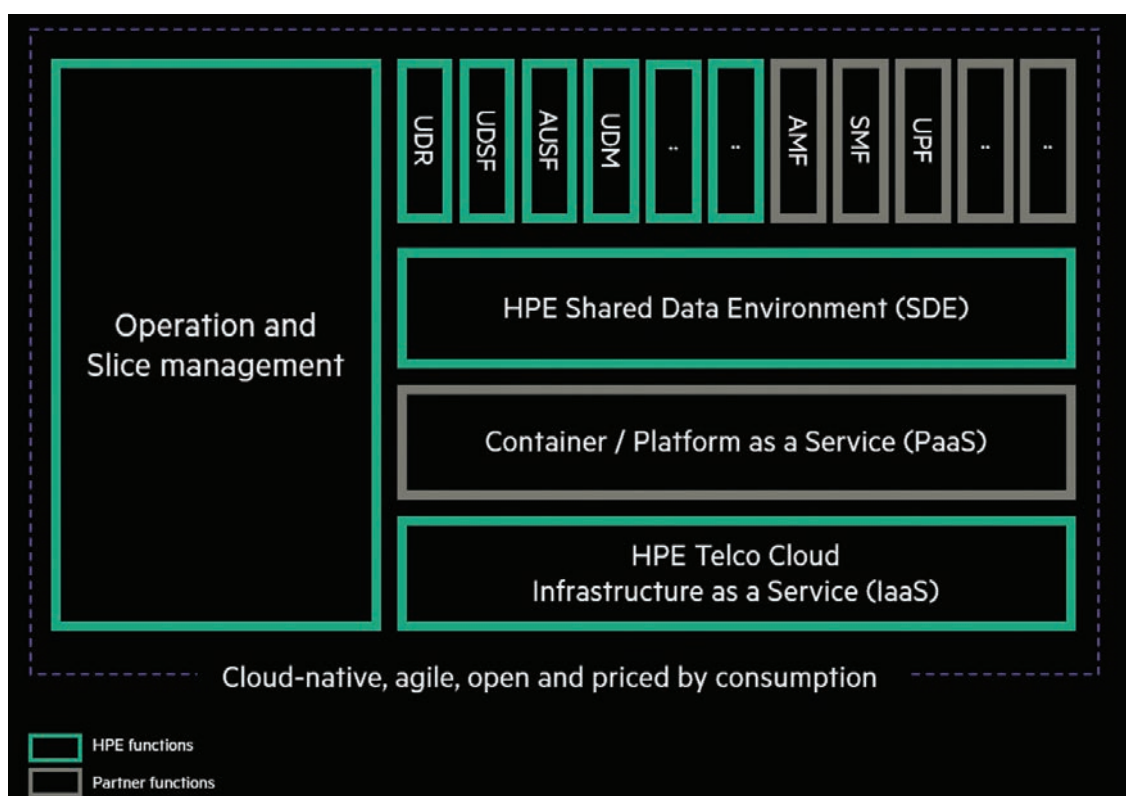 Operation and
Slice management
UDR
UDSF
AUSF
UDM
..
..
AMF
SMF
UPF
..
..
HPE Shared Data Environment (SDE)
Container / Platform as a Service (PaaS)
HPE Telco Cloud
Infrastructure as a Service (IaaS)
Cloud-native, agile, open and priced by consumption
HPE functions
Partner functions